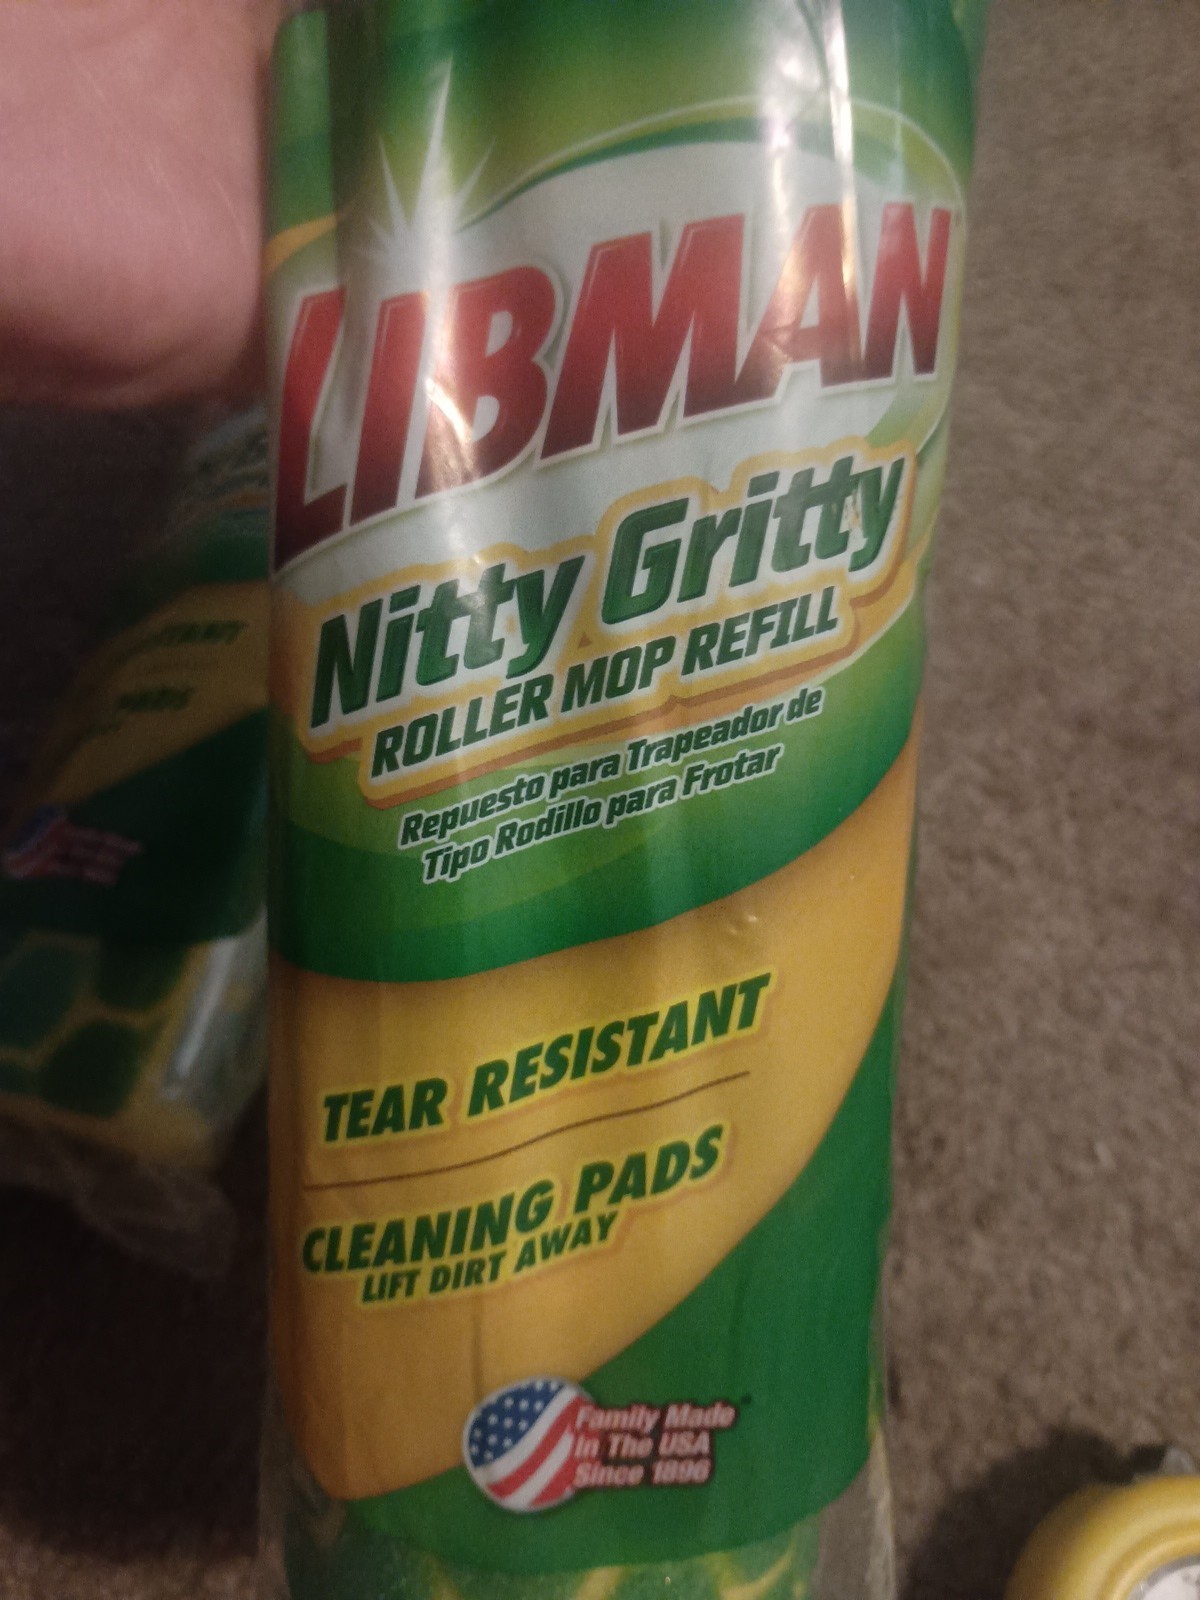 LIBMAN
Nitty Gritty
ROLLER MOP REFILL
Repuesto para Trapeador de
Tipo Rodillo para Frotar
TEAR RESISTANT
CLEANING PADS
LIFT DIRT AWAY
Family Made
in The USA
Since 1896
PADS